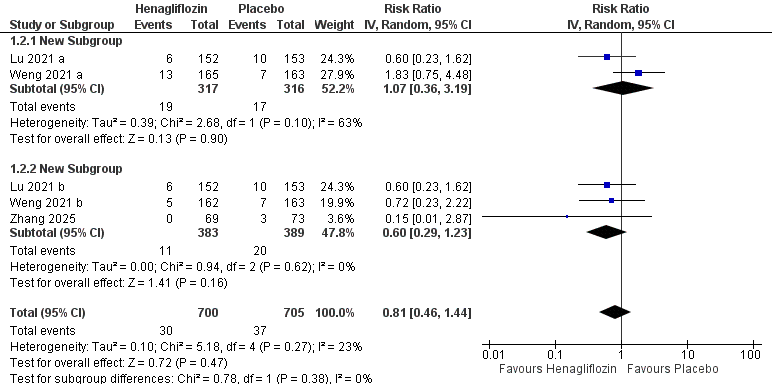 Henagliflozin Placebo Risk Ratio Risk Ratio
Study or Subgroup Events Total Events Total Weight IV, Random, 95% CI IV, Random, 95% CI
1.2.1 New Subgroup
Lu 2021 a 6 152 10 153 24.3% 0.60 [0.23, 1.62]
Weng 2021 a 13 165 7 163 27.9% 1.83 [0.75, 4.48]
Subtotal (95% CI) 317 316 52.2% 1.07 [0.36, 3.19]
Total events 19 17
Heterogeneity: Tau² = 0.39; Chi² = 2.68, df = 1 (P = 0.10); I² = 63%
Test for overall effect: Z = 0.13 (P = 0.90)
1.2.2 New Subgroup
Lu 2021 b 6 152 10 153 24.3% 0.60 [0.23, 1.62]
Weng 2021 b 5 162 7 163 19.9% 0.72 [0.23, 2.22]
Zhang 2025 0 69 3 73 3.6% 0.15 [0.01, 2.87]
Subtotal (95% CI) 383 389 47.8% 0.60 [0.29, 1.23]
Total events 11 20
Heterogeneity: Tau² = 0.00; Chi² = 0.94, df = 2 (P = 0.62); I² = 0%
Test for overall effect: Z = 1.41 (P = 0.16)
Total (95% CI) 700 705 100.0% 0.81 [0.46, 1.44]
Total events 30 37
Heterogeneity: Tau² = 0.10; Chi² = 5.18, df = 4 (P = 0.27); I² = 23%
Test for overall effect: Z = 0.72 (P = 0.47)
Test for subgroup differences: Chi² = 0.78, df = 1 (P = 0.38), I² = 0%
0.01 0.1 1 10 100
Favours Henagliflozin Favours Placebo